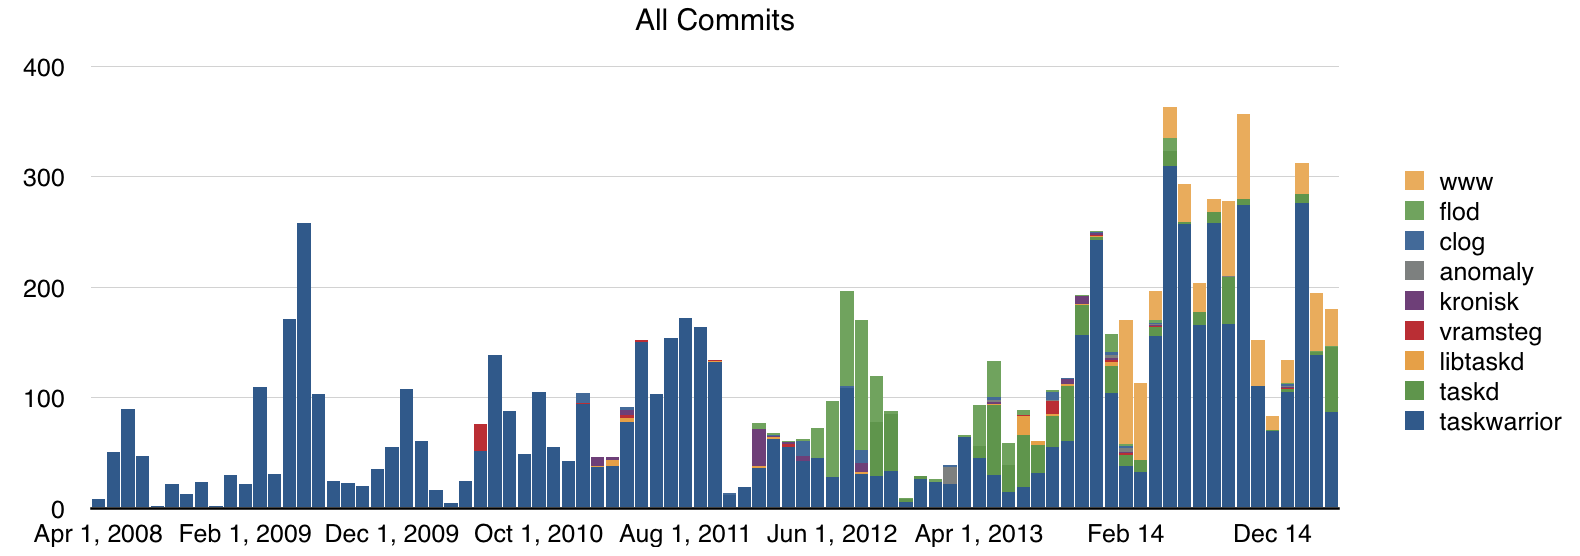 All Commits
400
300
200
100
0
Apr 1, 2008 Feb 1, 2009 Dec 1, 2009 Oct 1, 2010 Aug 1, 2011 Jun 1, 2012 Apr 1, 2013 Feb 14 Dec 14
www
flod
clog
anomaly
kronisk
vramsteg
libtaskd
taskd
taskwarrior